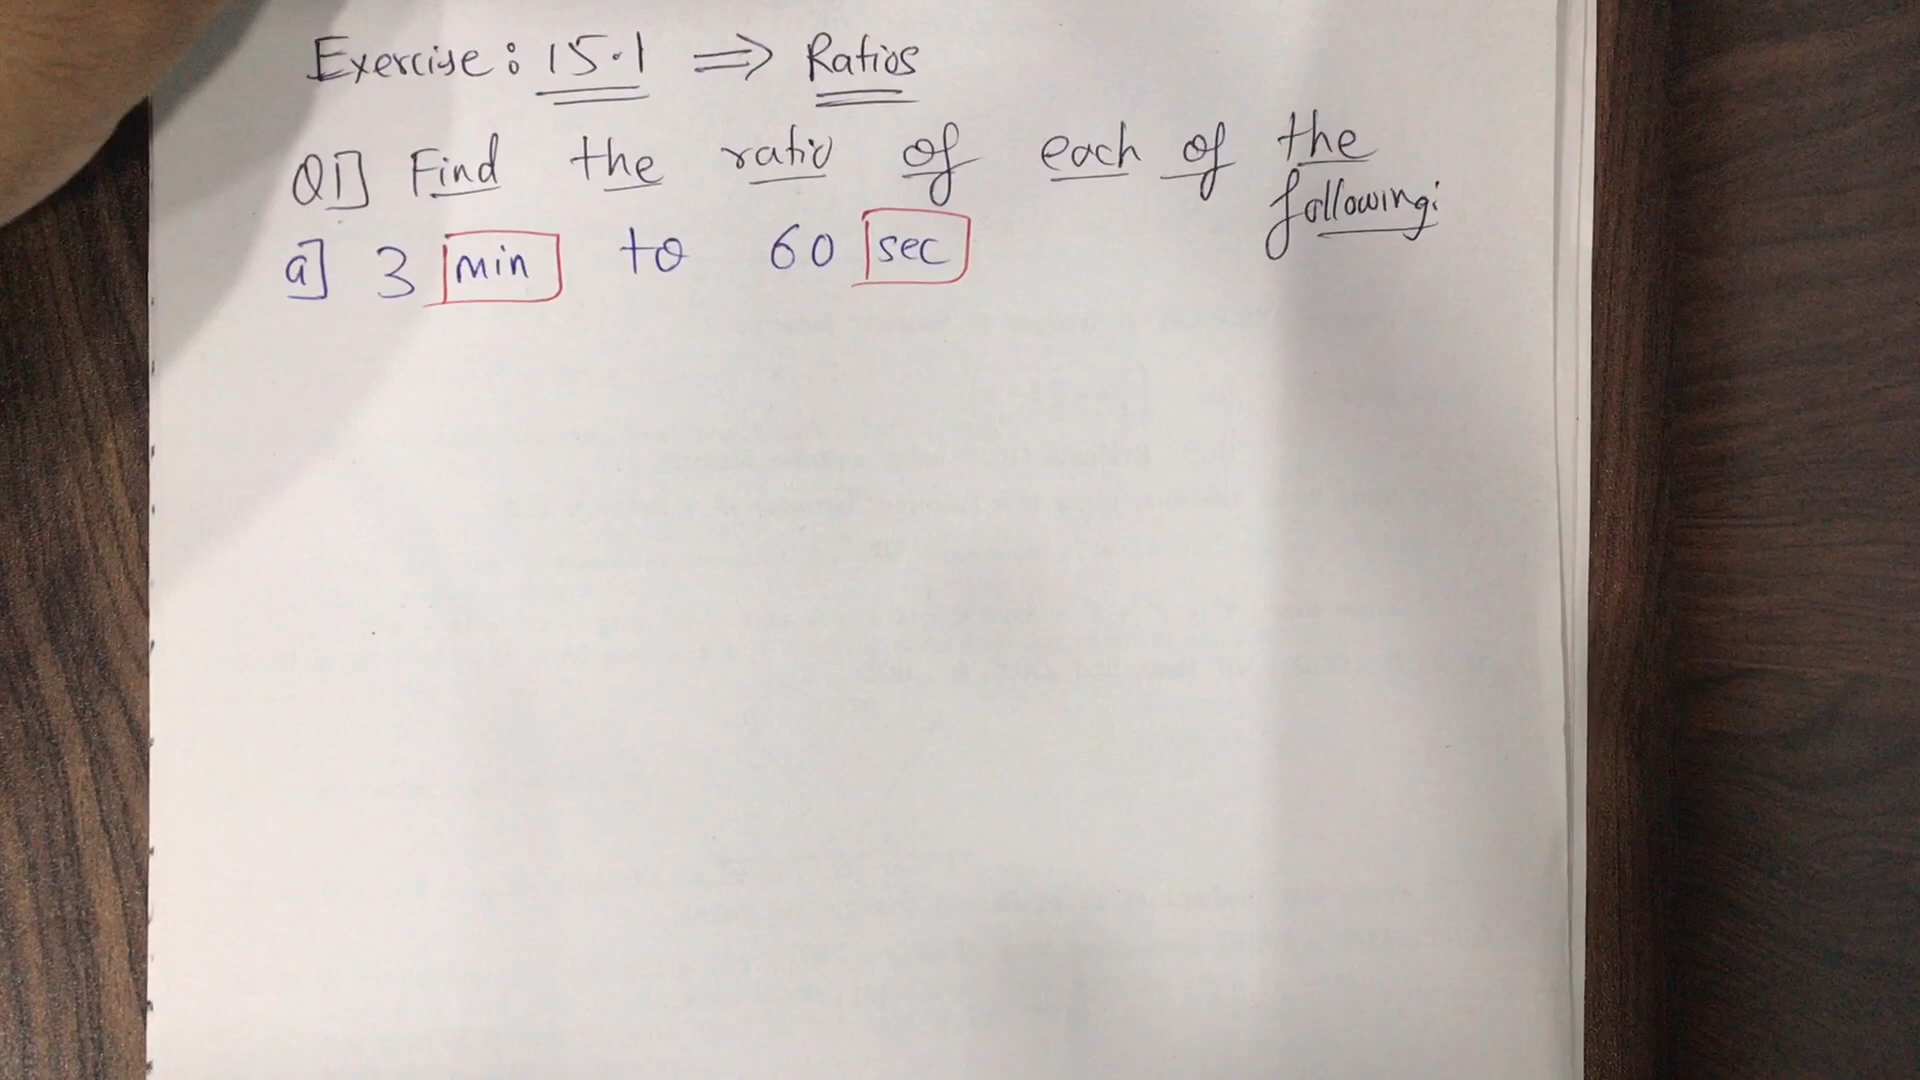 Exercise: 15.1 ⇒ Ratios
Q1] Find the ratio of each of the
following:
a] 3 min to 60 sec